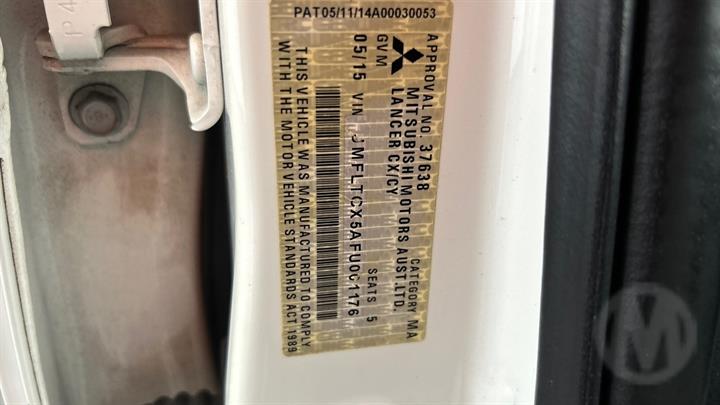 P4
PAT05/11/14A00030053
APPROVAL NO. 37638 CATEGORY MA
MITSUBISHI MOTORS AUST.LTD.
LANCER CX/CY
GVM SEATS 5
05/15 VIN JMFLTCX5AFU001176
THIS VEHICLE WAS MANUFACTURED TO COMPLY
WITH THE MOTOR VEHICLE STANDARDS ACT 1989
M